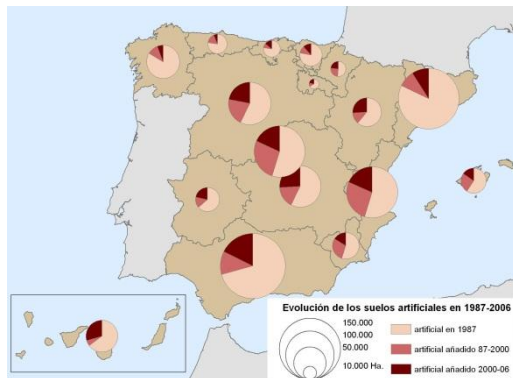 Evolución de los suelos artificiales en 1987-2006
150.000
100.000
50.000
10.000 Ha.
artificial en 1987
artificial añadido 87-2000
artificial añadido 2000-06